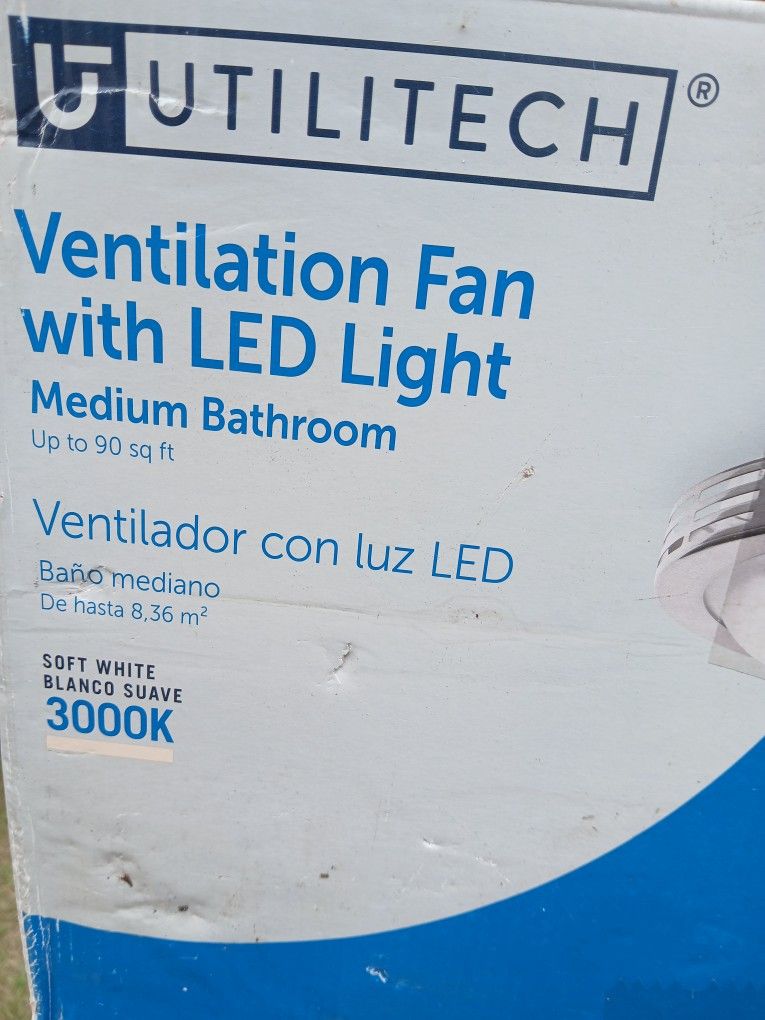 UTILITECH®
Ventilation Fan
with LED Light
Medium Bathroom
Up to 90 sq ft
Ventilador con luz LED
Baño mediano
De hasta 8,36 m²
SOFT WHITE
BLANCO SUAVE
3000K